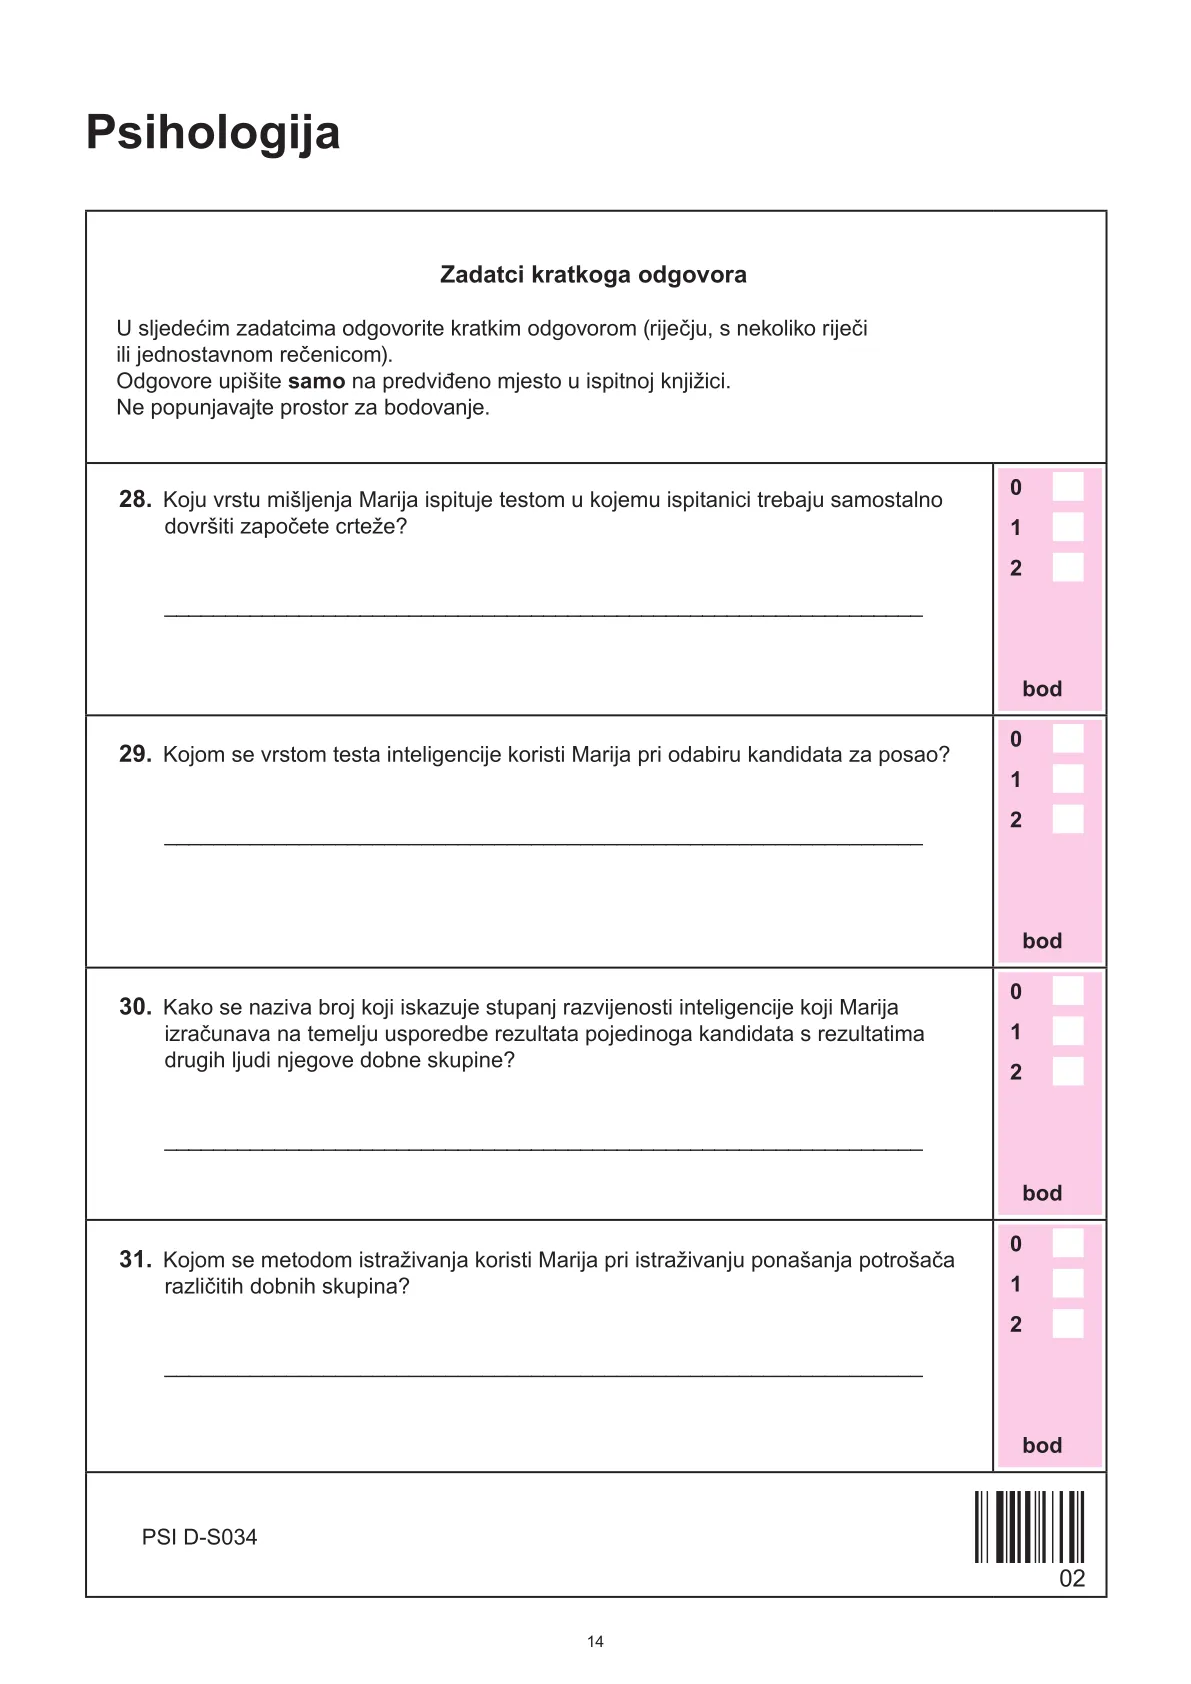 Psihologija
Zadatci kratkoga odgovora
U sljedećim zadatcima odgovorite kratkim odgovorom (riječju, s nekoliko riječi
ili jednostavnom rečenicom).
Odgovore upišite samo na predviđeno mjesto u ispitnoj knjižici.
Ne popunjavajte prostor za bodovanje.
28. Koju vrstu mišljenja Marija ispituje testom u kojemu ispitanici trebaju samostalno
dovršiti započete crteže?
0
1
2
bod
29. Kojom se vrstom testa inteligencije koristi Marija pri odabiru kandidata za posao?
0
1
2
bod
30. Kako se naziva broj koji iskazuje stupanj razvijenosti inteligencije koji Marija
izračunava na temelju usporedbe rezultata pojedinoga kandidata s rezultatima
drugih ljudi njegove dobne skupine?
0
1
2
bod
31. Kojom se metodom istraživanja koristi Marija pri istraživanju ponašanja potrošača
različitih dobnih skupina?
0
1
2
bod
PSI D-S034
02
14